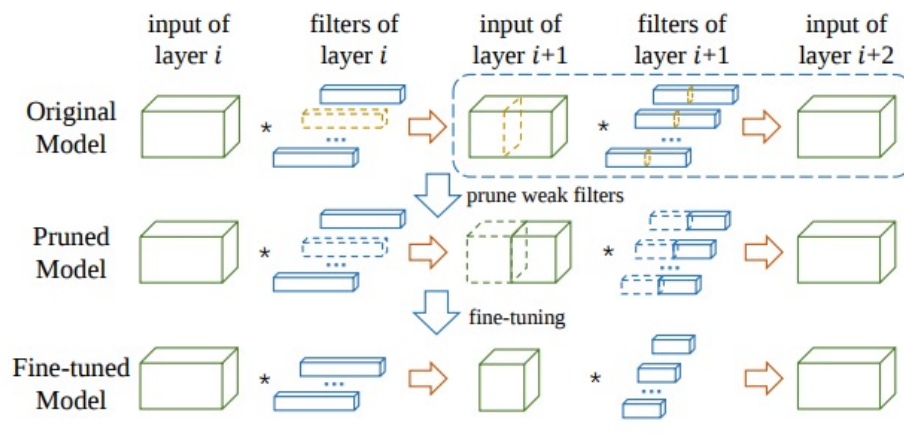 input of
layer i
filters of
layer i
input of
layer i+1
filters of
layer i+1
input of
layer i+2
Original
Model
*
...
*
...
prune weak filters
Pruned
Model
*
...
*
...
fine-tuning
Fine-tuned
Model
*
...
*
...